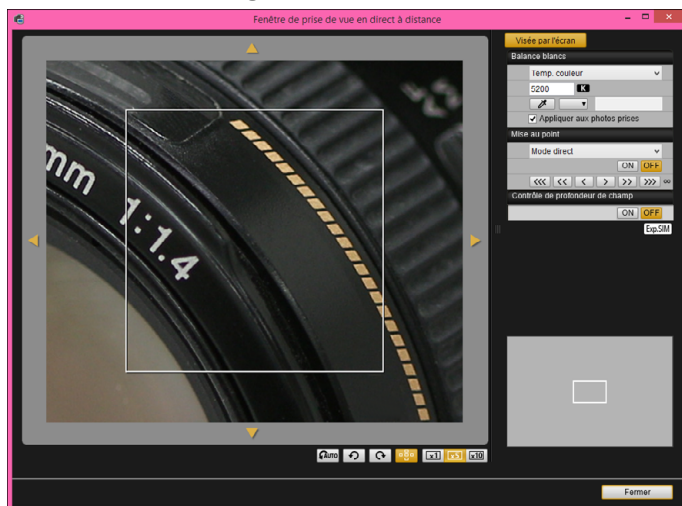 Fenêtre de prise de vue en direct à distance
Visée par l'écran
Balance blancs
Temp. couleur
5200 K
Appliquer aux photos prises
Mise au point
Mode direct
ON OFF
<<< << < > >> >>> ∞
Contrôle de profondeur de champ
ON OFF
Exp.SIM
mm 1:1.4
AUTO
x1 x5 x10
Fermer